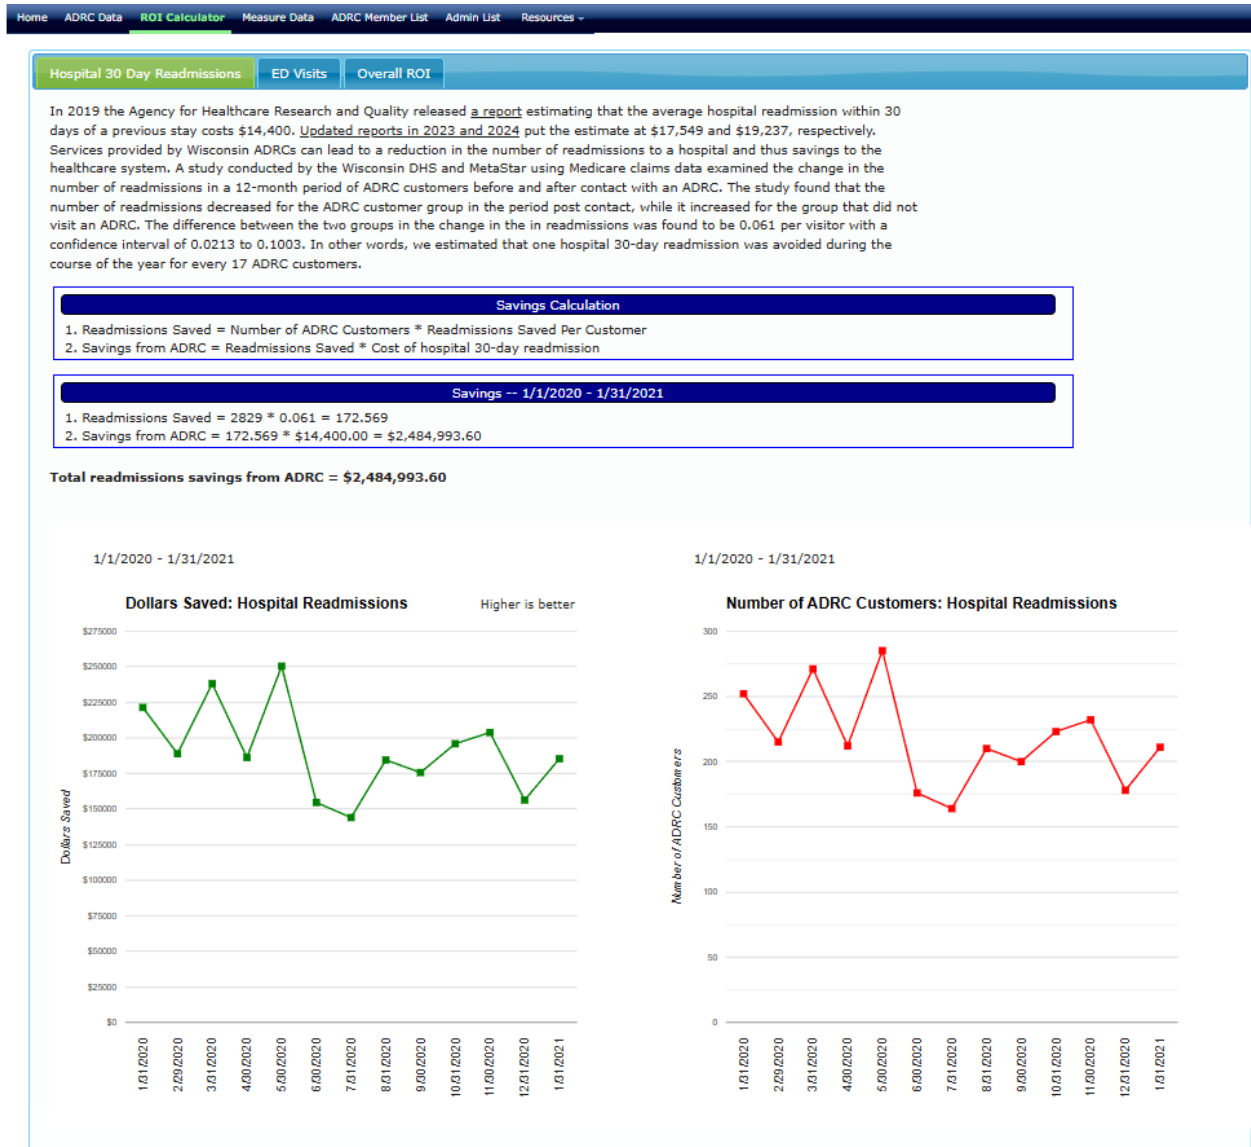 Home ADRC Data ROI Calculator Measure Data ADRC Member List Admin List Resources
Hospital 30 Day Readmissions ED Visits Overall ROI
In 2019 the Agency for Healthcare Research and Quality released a report estimating that the average hospital readmission within 30
days of a previous stay costs $14,400. Updated reports in 2023 and 2024 put the estimate at $17,549 and $19,237, respectively.
Services provided by Wisconsin ADRCs can lead to a reduction in the number of readmissions to a hospital and thus savings to the
healthcare system. A study conducted by the Wisconsin DHS and MetaStar using Medicare claims data examined the change in the
number of readmissions in a 12-month period of ADRC customers before and after contact with an ADRC. The study found that the
number of readmissions decreased for the ADRC customer group in the period post contact, while it increased for the group that did not
visit an ADRC. The difference between the two groups in the change in the in readmissions was found to be 0.061 per visitor with a
confidence interval of 0.0213 to 0.1003. In other words, we estimated that one hospital 30-day readmission was avoided during the
course of the year for every 17 ADRC customers.
Savings Calculation
1. Readmissions Saved = Number of ADRC Customers * Readmissions Saved Per Customer
2. Savings from ADRC = Readmissions Saved * Cost of hospital 30-day readmission
Savings -- 1/1/2020 - 1/31/2021
1. Readmissions Saved = 2829 * 0.061 = 172.569
2. Savings from ADRC = 172.569 * $14,400.00 = $2,484,993.60
Total readmissions savings from ADRC = $2,484,993.60
1/1/2020 - 1/31/2021
Dollars Saved: Hospital Readmissions Higher is better
$275000
$250000
$225000
$200000
$175000
$150000
$125000
$100000
$75000
$50000
$25000
$0
Dollars Saved
1/31/2020
2/29/2020
3/31/2020
4/30/2020
5/30/2020
6/30/2020
7/31/2020
8/31/2020
9/30/2020
10/31/2020
11/30/2020
12/31/2020
1/31/2021
1/1/2020 - 1/31/2021
Number of ADRC Customers: Hospital Readmissions
300
250
200
150
100
50
0
Number of ADRC Customers
1/31/2020
2/29/2020
3/31/2020
4/30/2020
5/30/2020
6/30/2020
7/31/2020
8/31/2020
9/30/2020
10/31/2020
11/30/2020
12/31/2020
1/31/2021